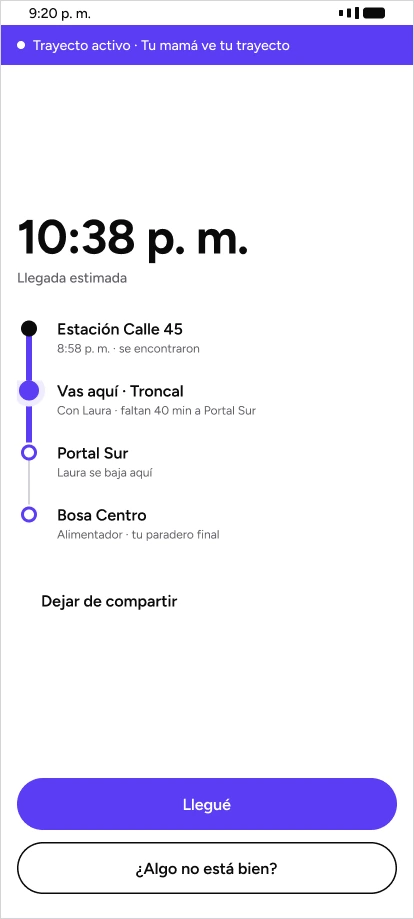 9:20 p. m.
Trayecto activo · Tu mamá ve tu trayecto
10:38 p. m.
Llegada estimada
Estación Calle 45
8:58 p. m. · se encontraron
Vas aquí · Troncal
Con Laura · faltan 40 min a Portal Sur
Portal Sur
Laura se baja aquí
Bosa Centro
Alimentador · tu paradero final
Dejar de compartir
Llegué
¿Algo no está bien?